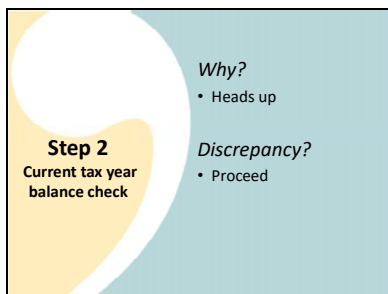 Why?
• Heads up
Step 2
Current tax year
balance check
Discrepancy?
• Proceed